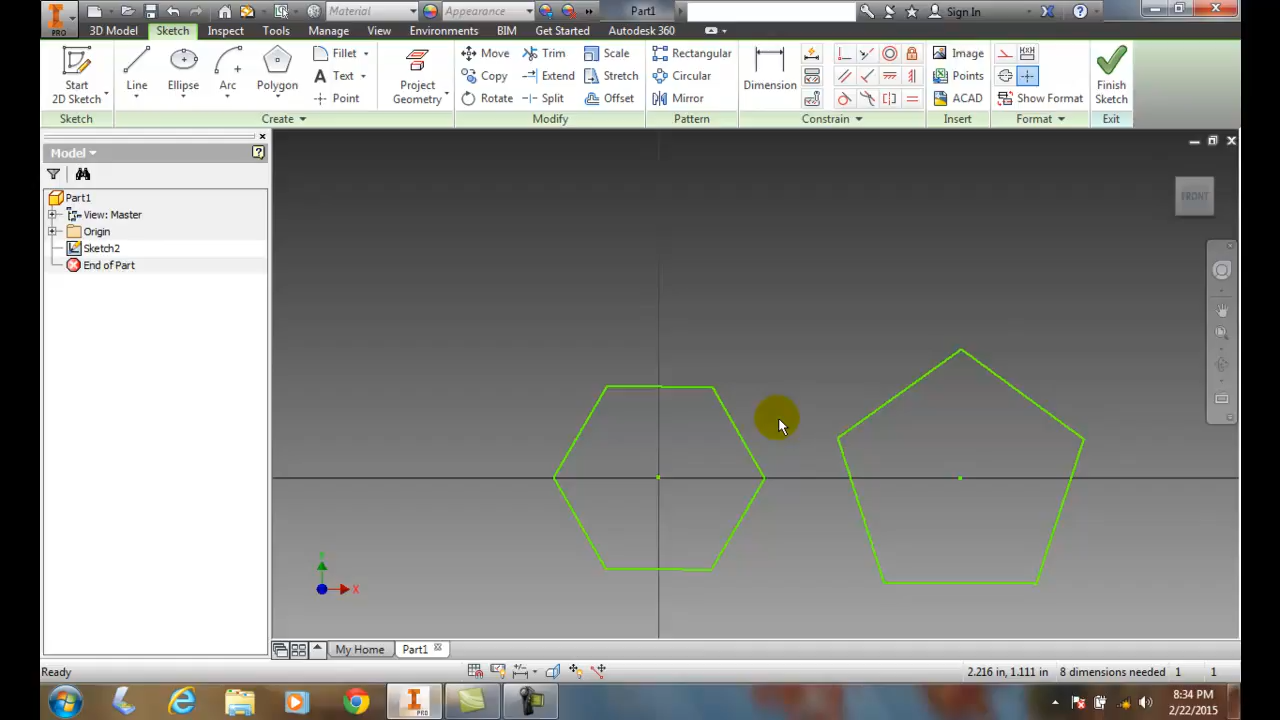 Material
Appearance
Part1
Sign In
PRO
3D Model
Sketch
Inspect
Tools
Manage
View
Environments
BIM
Get Started
Autodesk 360
Start
2D Sketch
Line
Ellipse
Arc
Polygon
Fillet
Text
Point
Project
Geometry
Move
Copy
Rotate
Trim
Extend
Split
Scale
Stretch
Offset
Rectangular
Circular
Mirror
Dimension
Image
Points
ACAD
Show Format
Finish
Sketch
Sketch
Create
Modify
Pattern
Constrain
Insert
Format
Exit
Model
Part1
View: Master
Origin
Sketch2
End of Part
FRONT
X
My Home
Part1
Ready
2.216 in, 1.111 in
8 dimensions needed
1
1
PRO
8:34 PM
2/22/2015